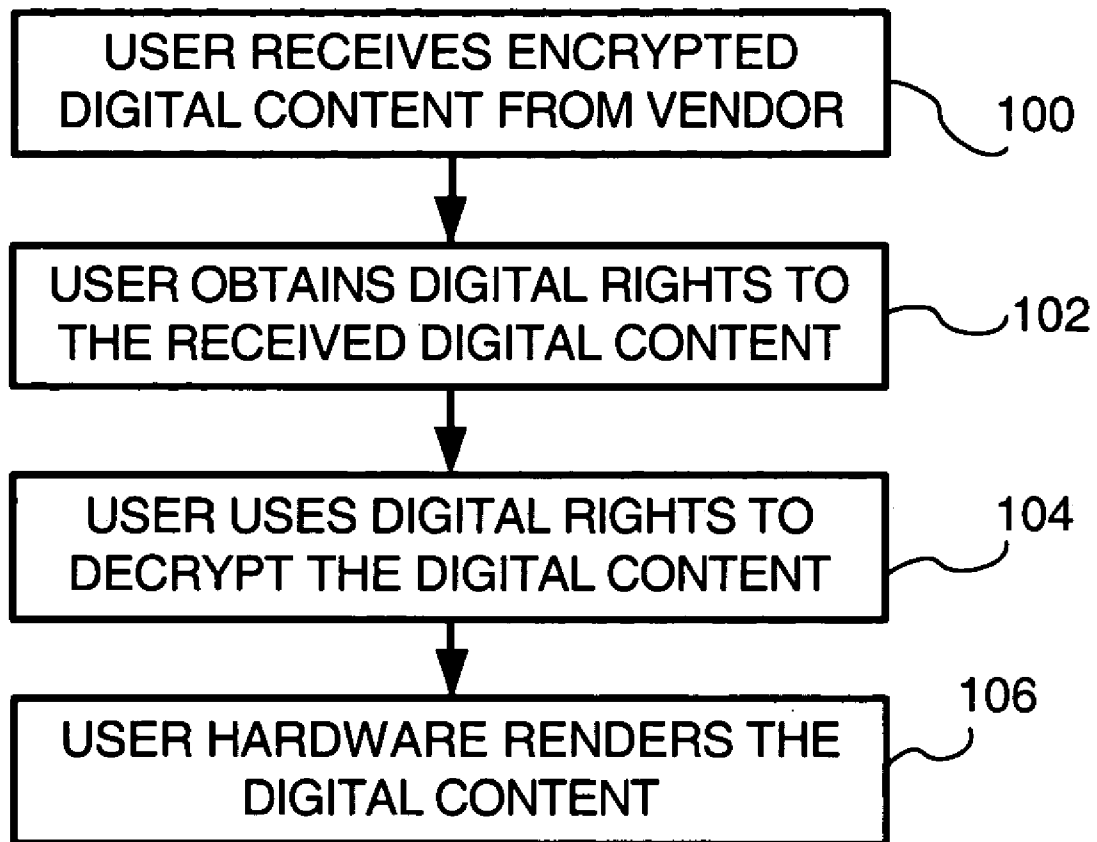 USER RECEIVES ENCRYPTED
DIGITAL CONTENT FROM VENDOR
100
USER OBTAINS DIGITAL RIGHTS TO
THE RECEIVED DIGITAL CONTENT
102
USER USES DIGITAL RIGHTS TO
DECRYPT THE DIGITAL CONTENT
104
USER HARDWARE RENDERS THE
DIGITAL CONTENT
106